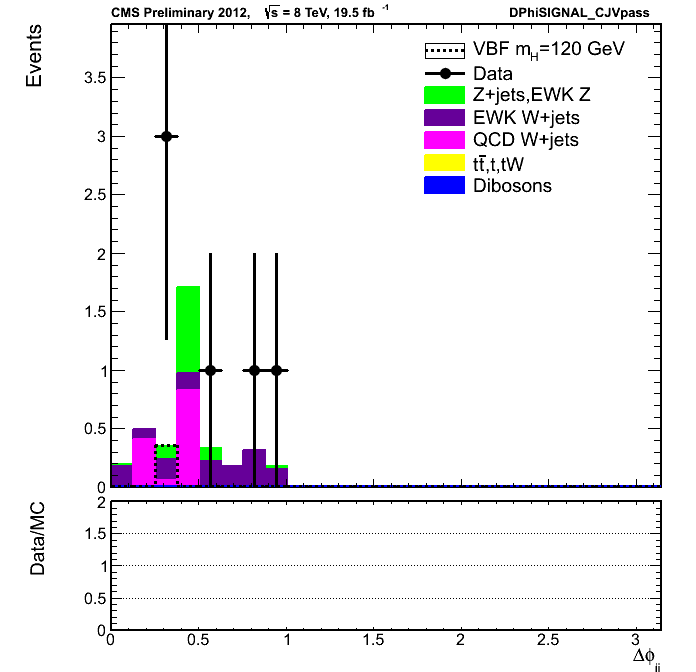 CMS Preliminary 2012, √s = 8 TeV, 19.5 fb⁻¹ DPhiSIGNAL_CJVpass
Events
VBF m_H=120 GeV
Data
Z+jets,EWK Z
EWK W+jets
QCD W+jets
tt̄,t,tW
Dibosons
3.5
3
2.5
2
1.5
1
0.5
0
Data/MC
2
1.5
1
0.5
0
0 0.5 1 1.5 2 2.5 3
Δϕ_jj